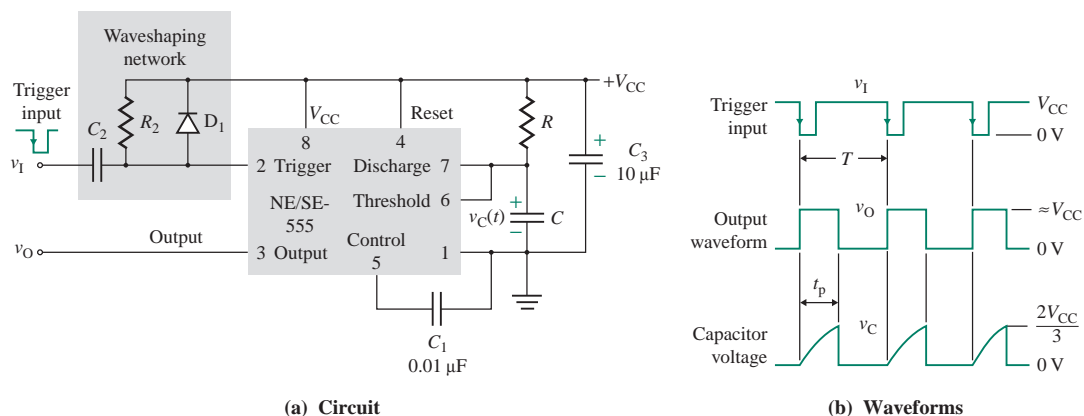 Waveshaping
network
Trigger
input
C2
R2
D1
VCC
Reset
+VCC
R
8
4
vI
2 Trigger
Discharge 7
NE/SE-
555
Threshold
6
vC(t)
+
−
C
+
−
C3
10 μF
Output
vO
3 Output
Control
5
1
C1
0.01 μF
(a) Circuit
vI
Trigger
input
VCC
0 V
T
vO
Output
waveform
≈VCC
0 V
tp
vC
Capacitor
voltage
2VCC
3
0 V
(b) Waveforms